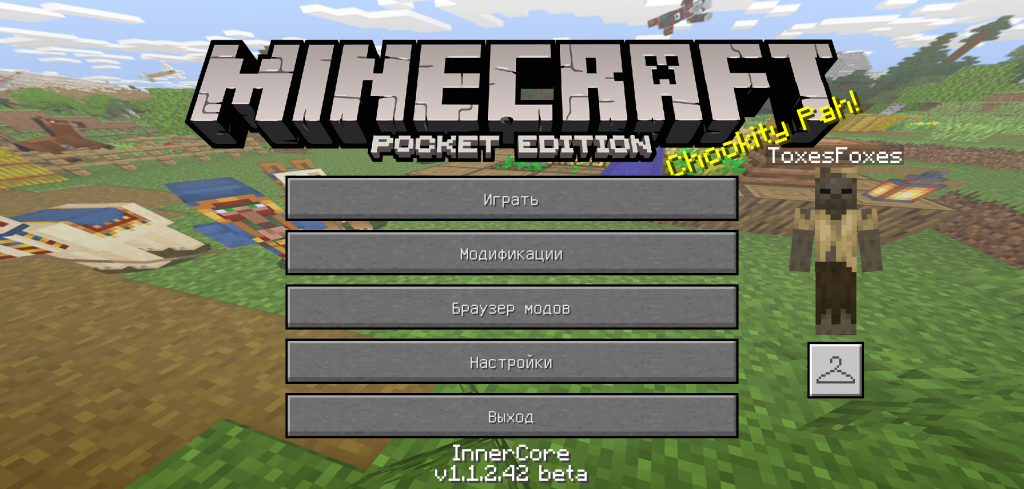 MINECRAFT
POCKET EDITION
Chookity Pah!
ToxesFoxes
Играть
Модификации
Браузер модов
Настройки
Выход
InnerCore
v1.1.2.42 beta